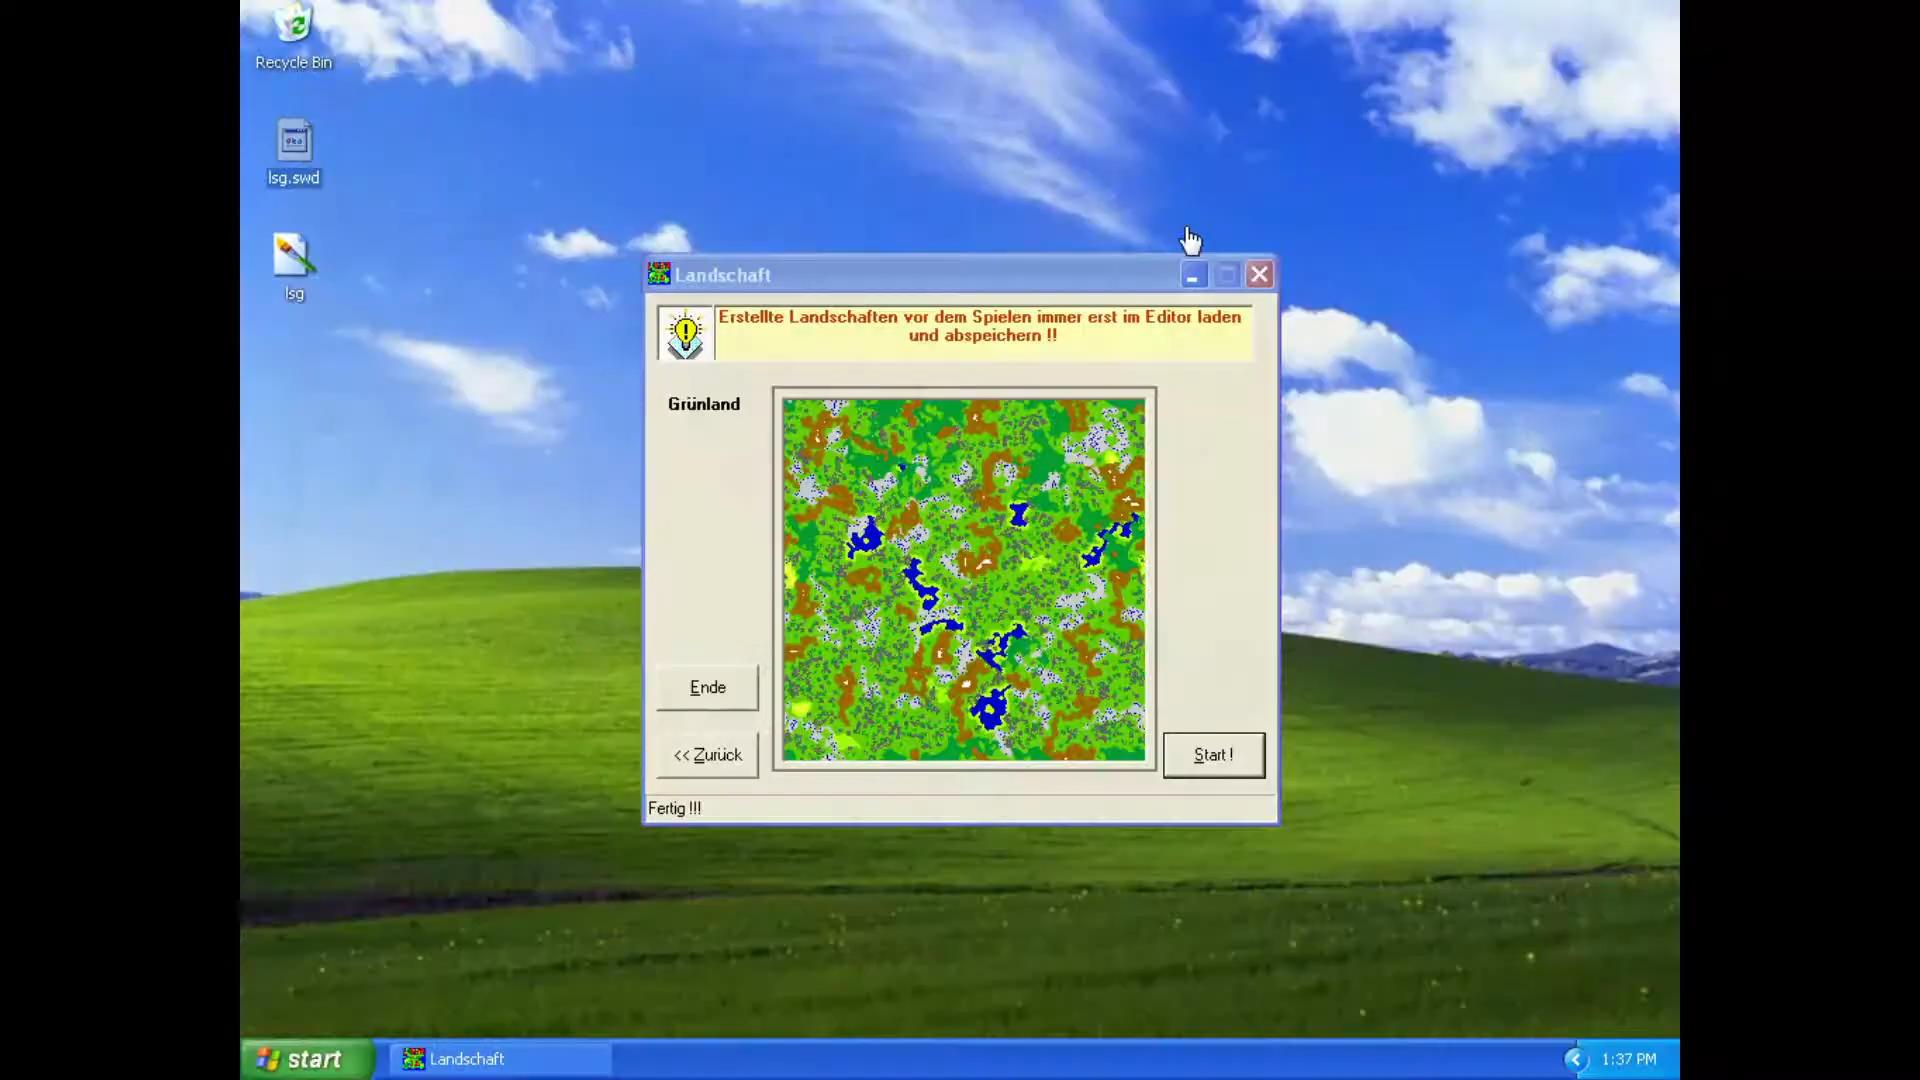 Recycle Bin
lsg.swd
lsg
Landschaft
Erstellte Landschaften vor dem Spielen immer erst im Editor laden
und abspeichern !!
Grünland
Ende
<< Zurück
Start !
Fertig !!!
start
Landschaft
1:37 PM